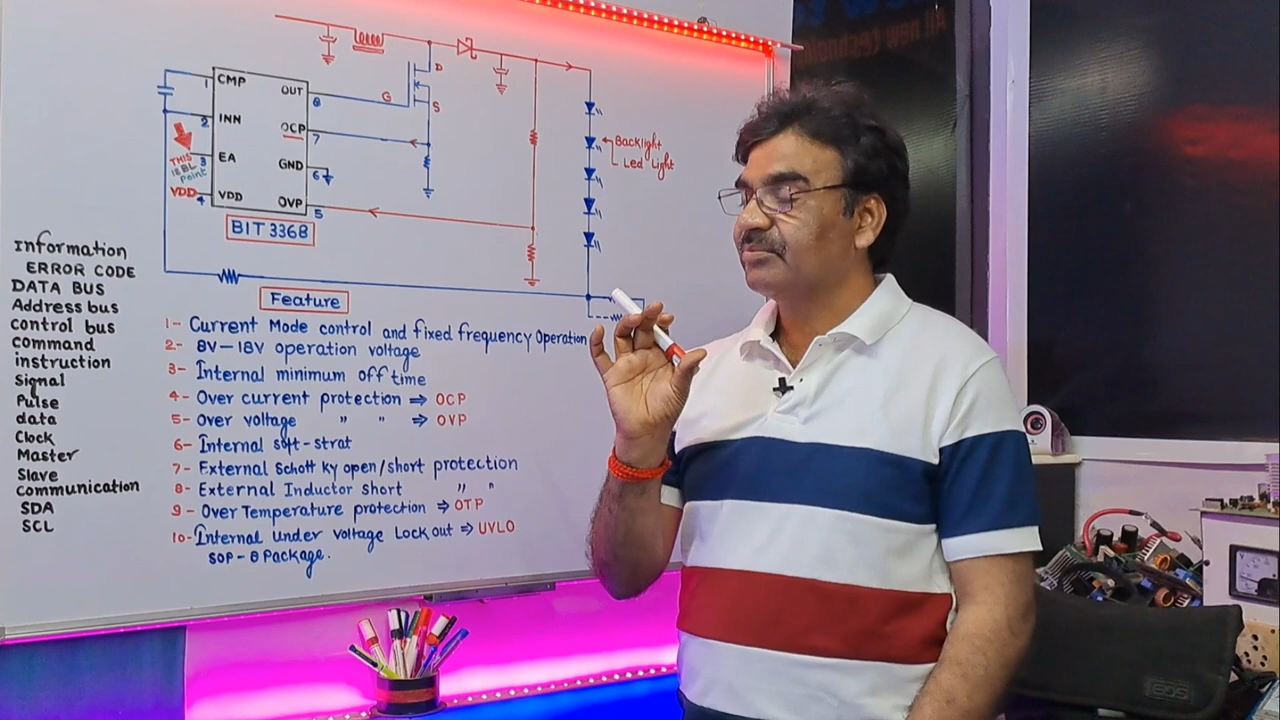 All new technolo
CMP
1
OUT
8
D
G
S
INN
2
OCP
7
THIS
is BL
Point
3
EA
GND
6
VDD
4
VDD
OVP
5
BIT 3368
Backlight
Led Light
Information
ERROR CODE
DATA BUS
Address bus
control bus
command
instruction
Signal
Pulse
data
Clock
Master
Slave
communication
SDA
SCL
Feature
1- Current Mode control and fixed frequency Operation
2- 8V-18V operation voltage
3- Internal minimum off time
4- Over current protection ⇒ OCP
5- Over voltage " " ⇒ OVP
6- Internal soft-strat
7- External Schott ky open/short protection
8- External Inductor short " "
9- Over Temperature protection ⇒ OTP
10- Internal under voltage Lock out ⇒ UVLO
SOP-8 Package.
V